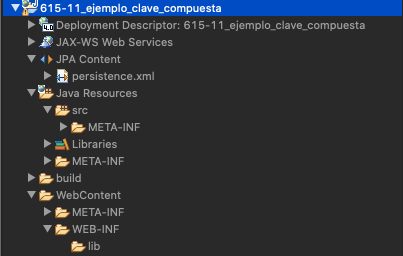 615-11_ejemplo_clave_compuesta
Deployment Descriptor: 615-11_ejemplo_clave_compuesta
JAX-WS Web Services
JPA Content
persistence.xml
Java Resources
src
META-INF
Libraries
META-INF
build
WebContent
META-INF
WEB-INF
lib